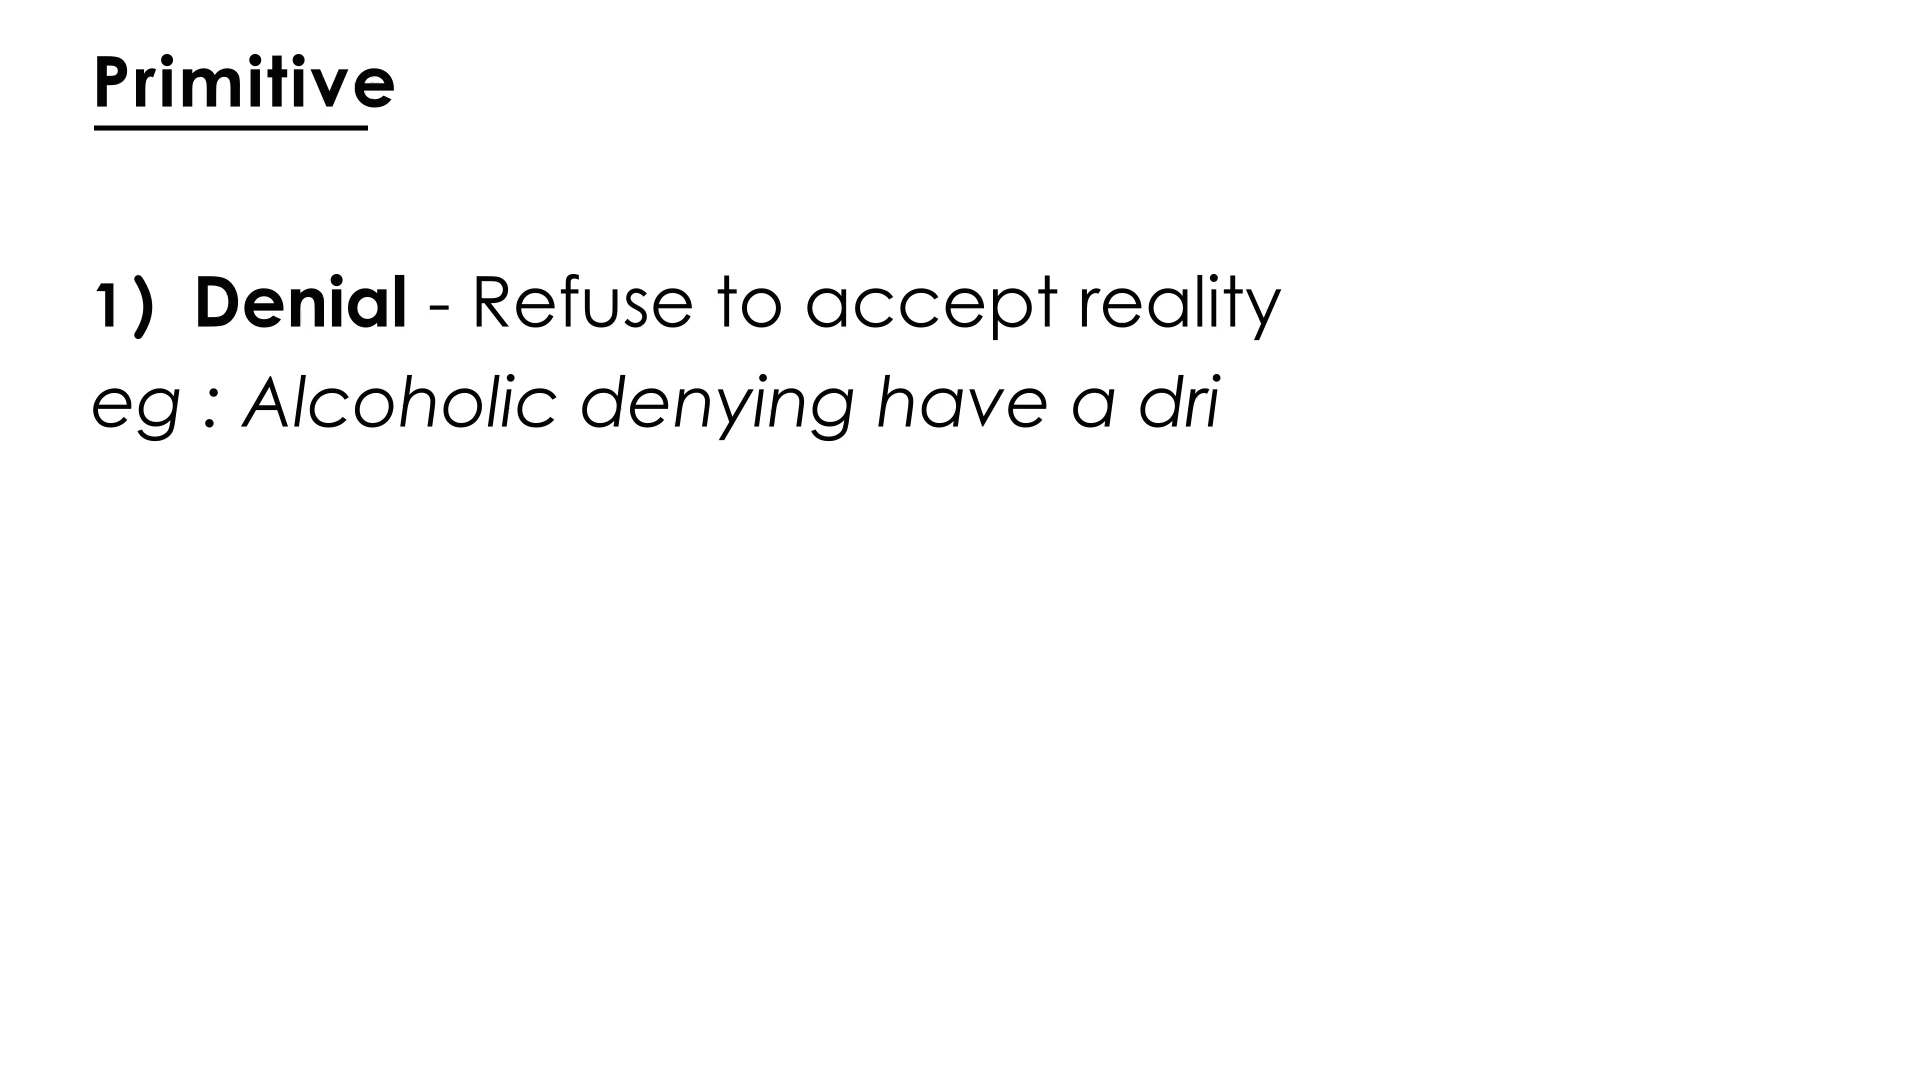 Primitive
1) Denial - Refuse to accept reality
eg : Alcoholic denying have a dri